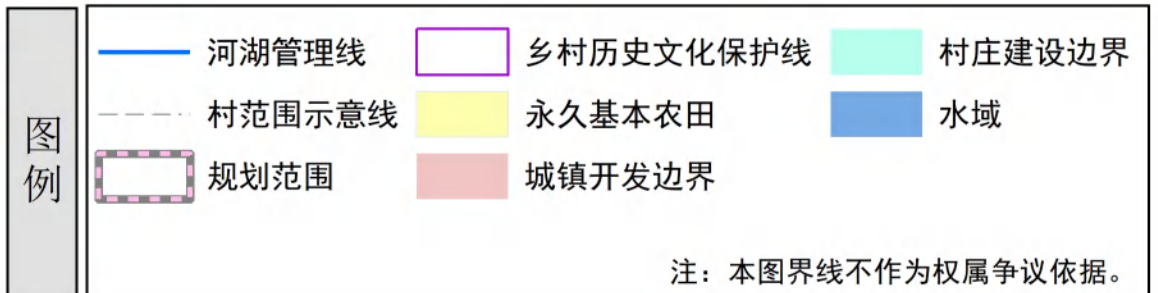 图例
河湖管理线 乡村历史文化保护线 村庄建设边界
村范围示意线 永久基本农田 水域
规划范围 城镇开发边界
注：本图界线不作为权属争议依据。